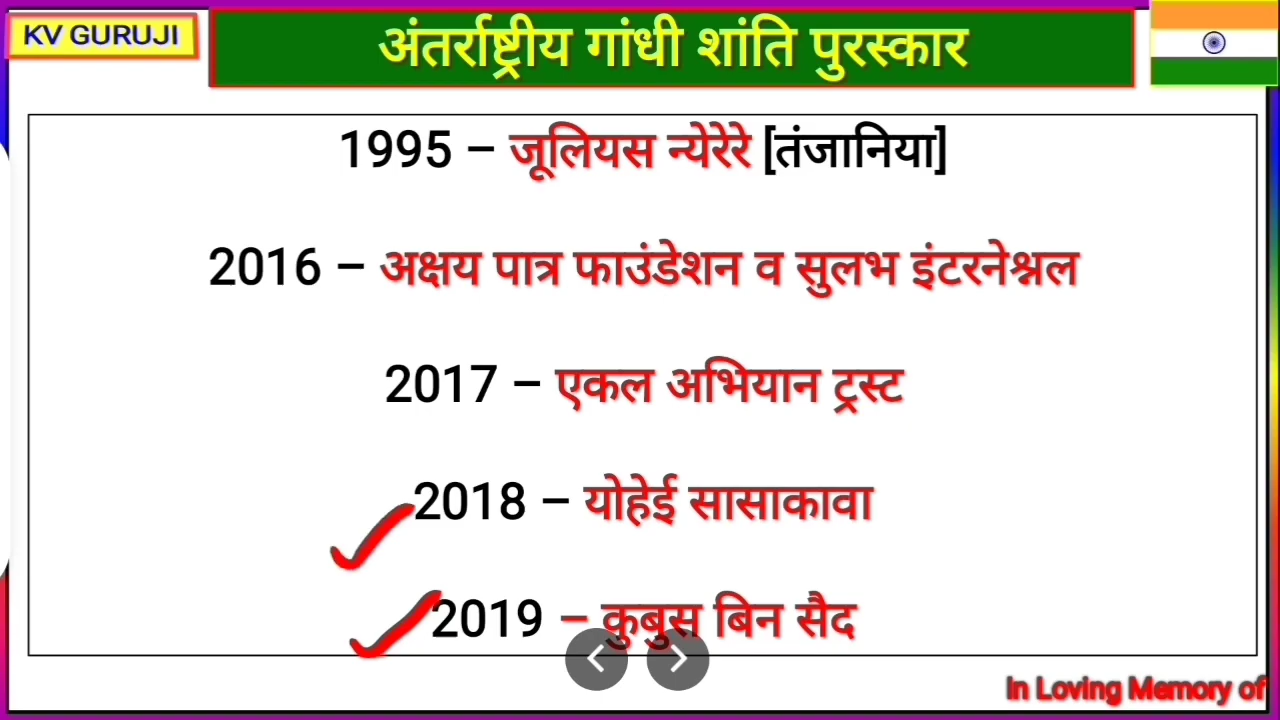 KV GURUJI
अंतर्राष्ट्रीय गांधी शांति पुरस्कार
1995 – जूलियस न्येरेरे [तंजानिया]
2016 – अक्षय पात्र फाउंडेशन व सुलभ इंटरनेश्नल
2017 – एकल अभियान ट्रस्ट
2018 – योहेई सासाकावा
2019 – कुबुस बिन सैद
In Loving Memory of